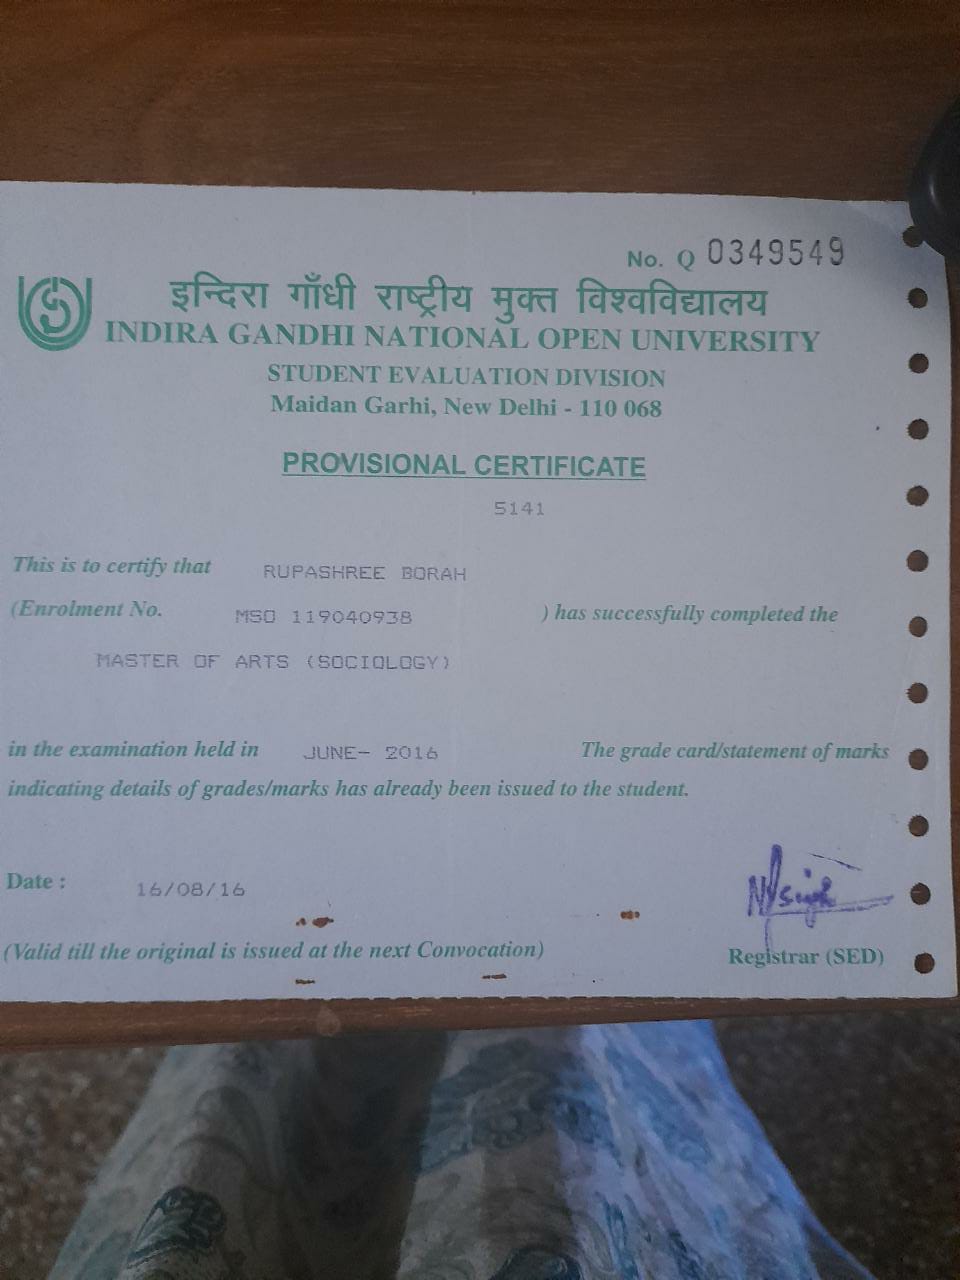 No. Q 0349549
इन्दिरा गाँधी राष्ट्रीय मुक्त विश्वविद्यालय
INDIRA GANDHI NATIONAL OPEN UNIVERSITY
STUDENT EVALUATION DIVISION
Maidan Garhi, New Delhi - 110 068
PROVISIONAL CERTIFICATE
5141
This is to certify that RUPASHREE BORAH
(Enrolment No. MSO 119040938 ) has successfully completed the
MASTER OF ARTS (SOCIOLOGY)
in the examination held in JUNE- 2016 The grade card/statement of marks
indicating details of grades/marks has already been issued to the student.
Date : 16/08/16
(Valid till the original is issued at the next Convocation) Registrar (SED)